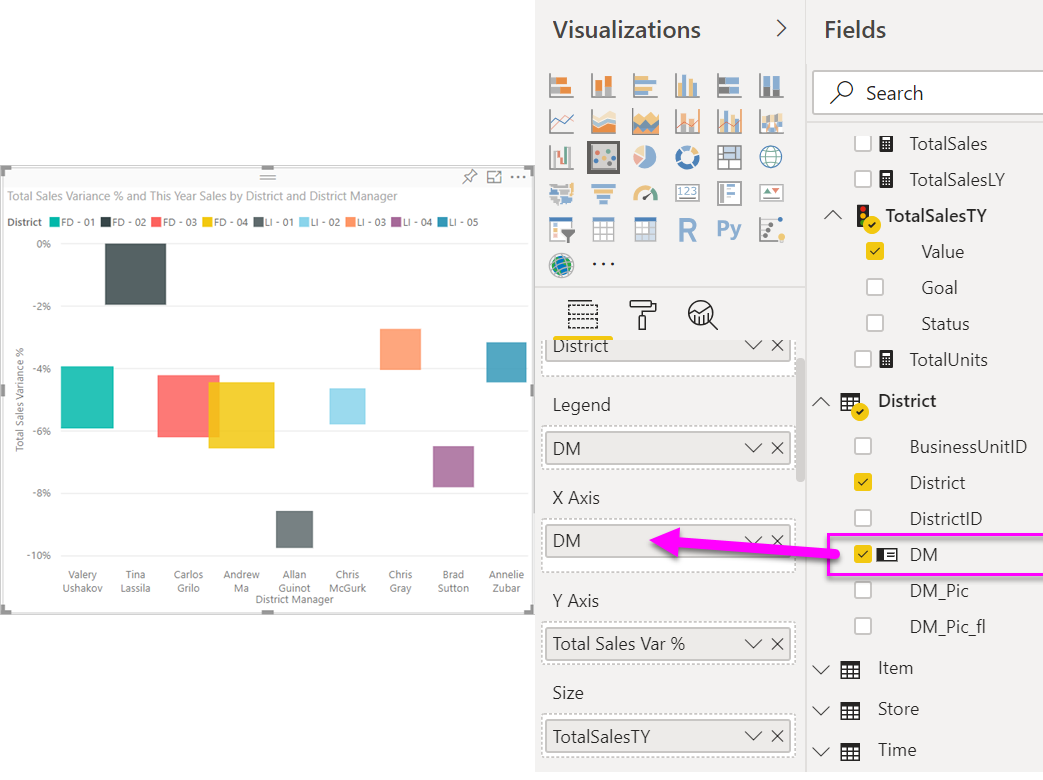 Total Sales Variance % and This Year Sales by District and District Manager
District FD - 01 FD - 02 FD - 03 FD - 04 LI - 01 LI - 02 LI - 03 LI - 04 LI - 05
Total Sales Variance %
0%
-2%
-4%
-6%
-8%
-10%
Valery Ushakov
Tina Lassila
Carlos Grilo
Andrew Ma
Allan Guinot
Chris McGurk
Chris Gray
Brad Sutton
Annelie Zubar
District Manager
Visualizations
123
R
Py
District
Legend
DM
X Axis
DM
Y Axis
Total Sales Var %
Size
TotalSalesTY
Fields
Search
TotalSales
TotalSalesLY
TotalSalesTY
Value
Goal
Status
TotalUnits
District
BusinessUnitID
District
DistrictID
DM
DM_Pic
DM_Pic_fl
Item
Store
Time